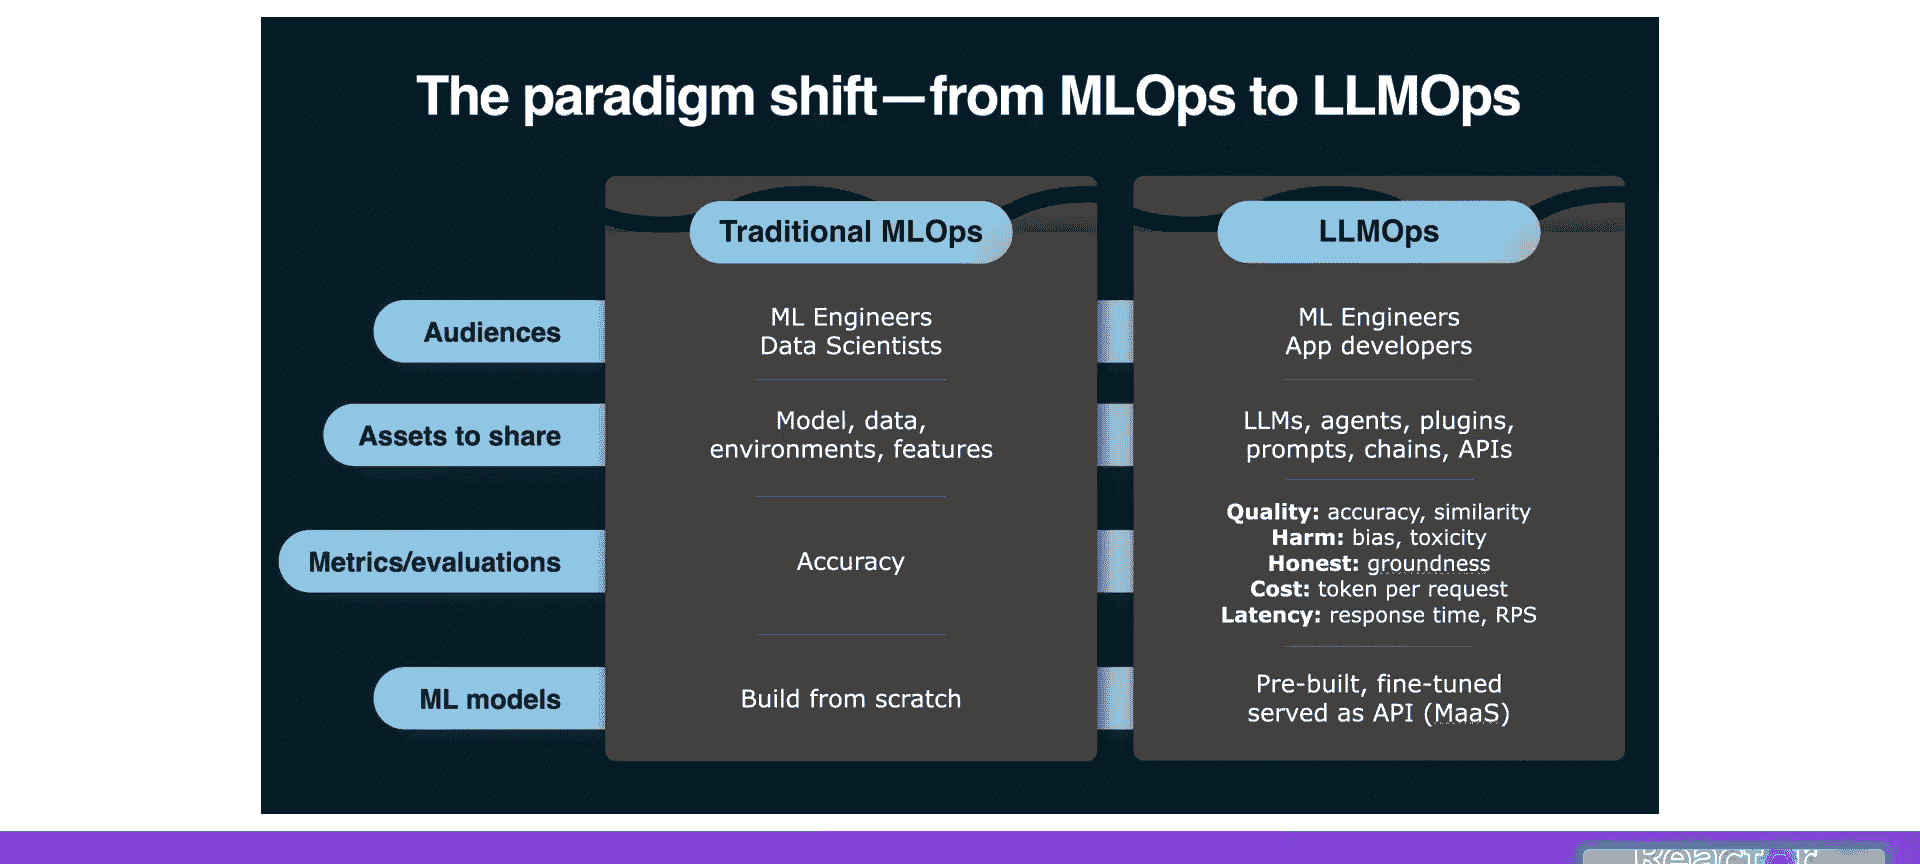 The paradigm shift—from MLOps to LLMOps
Traditional MLOps
LLMOps
Audiences
ML Engineers
Data Scientists
ML Engineers
App developers
Assets to share
Model, data,
environments, features
LLMs, agents, plugins,
prompts, chains, APIs
Metrics/evaluations
Accuracy
Quality: accuracy, similarity
Harm: bias, toxicity
Honest: groundness
Cost: token per request
Latency: response time, RPS
ML models
Build from scratch
Pre-built, fine-tuned
served as API (MaaS)
Reactor